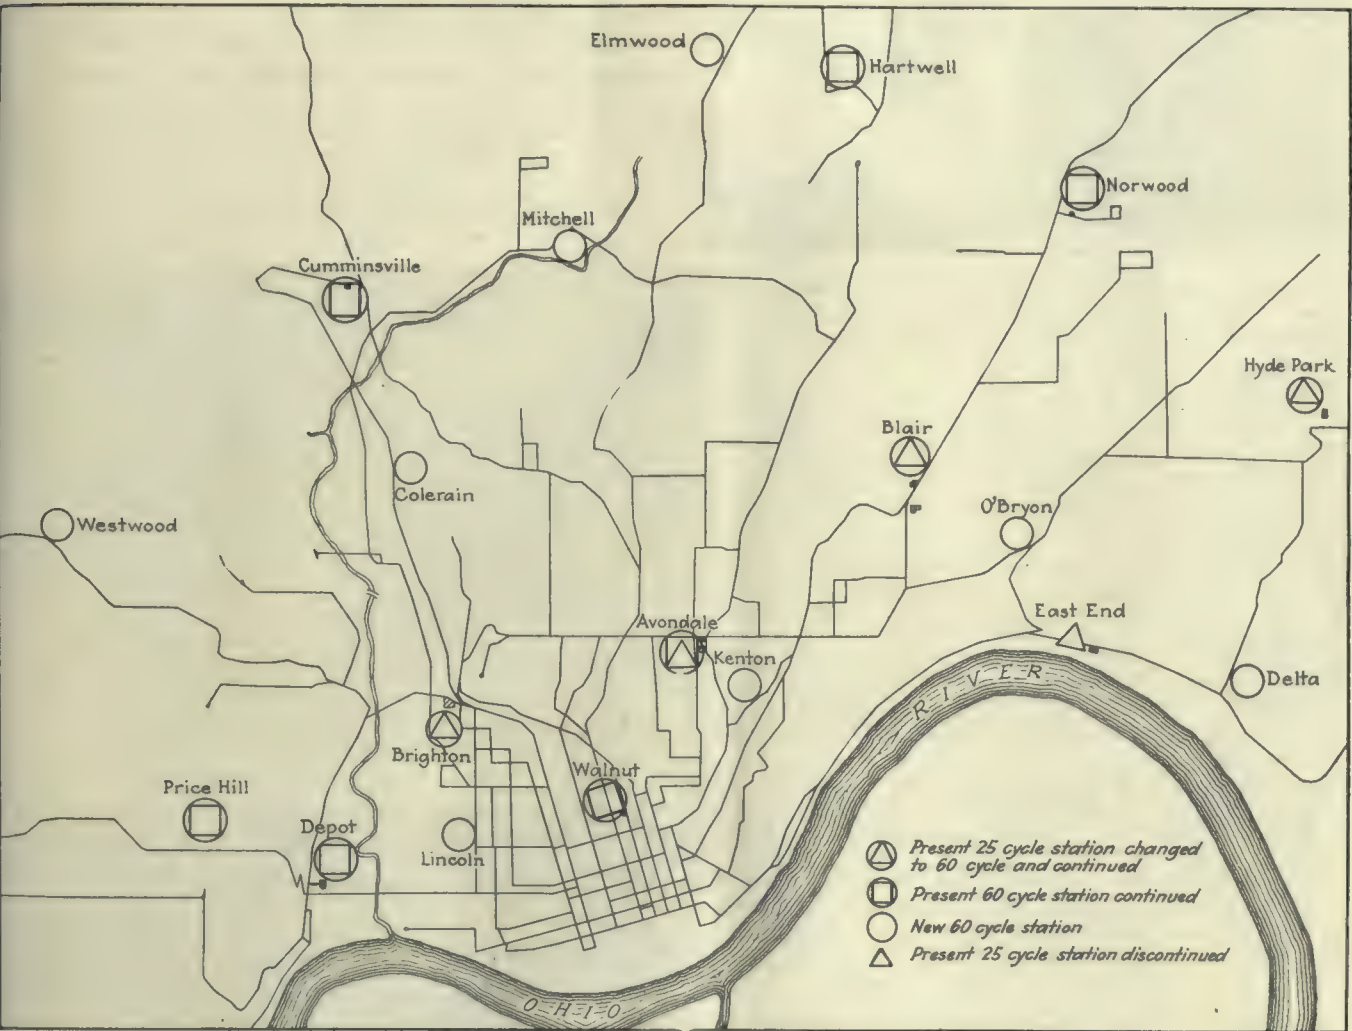 Elmwood
Hartwell
Norwood
Mitchell
Cumminsville
Hyde Park
Blair
Colerain
O'Bryon
Westwood
East End
Avondale
Kenton
Delta
RIVER
Brighton
Walnut
Price Hill
Depot
Lincoln
Present 25 cycle station changed
to 60 cycle and continued
Present 60 cycle station continued
New 60 cycle station
Present 25 cycle station discontinued
OHIO